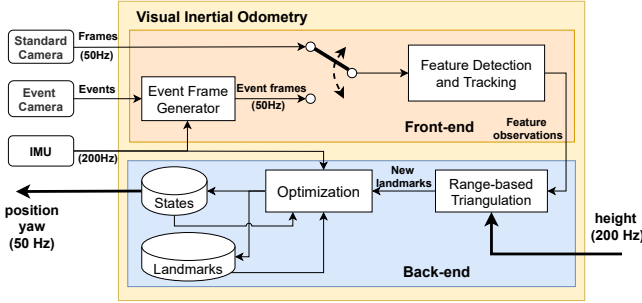 Visual Inertial Odometry
Standard
Camera
Frames
(50Hz)
Event
Camera
Events
Event Frame
Generator
Event frames
(50Hz)
Feature Detection
and Tracking
Front-end
Feature
observations
IMU
(200Hz)
Optimization
New
landmarks
Range-based
Triangulation
States
Landmarks
Back-end
position
yaw
(50 Hz)
height
(200 Hz)